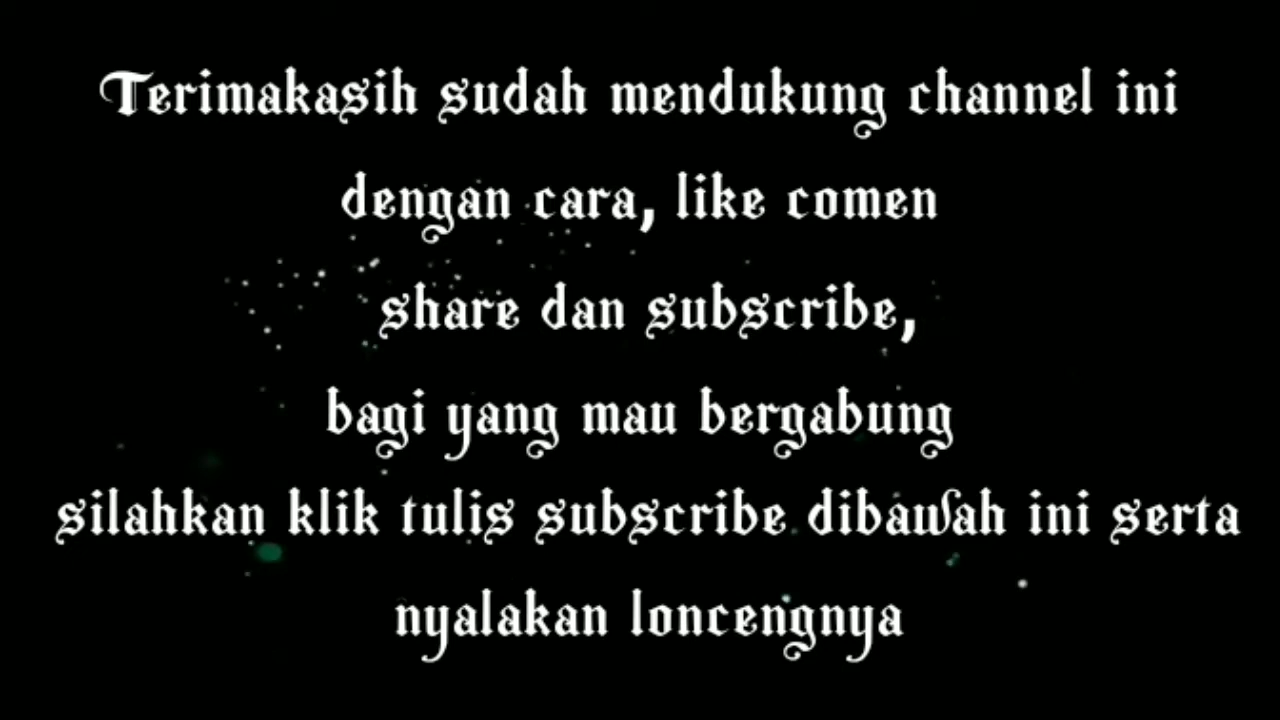 Terimakasih sudah mendukung channel ini
dengan cara, like comen
share dan subscribe,
bagi yang mau bergabung
silahkan klik tulis subscribe dibawah ini serta
nyalakan loncengnya